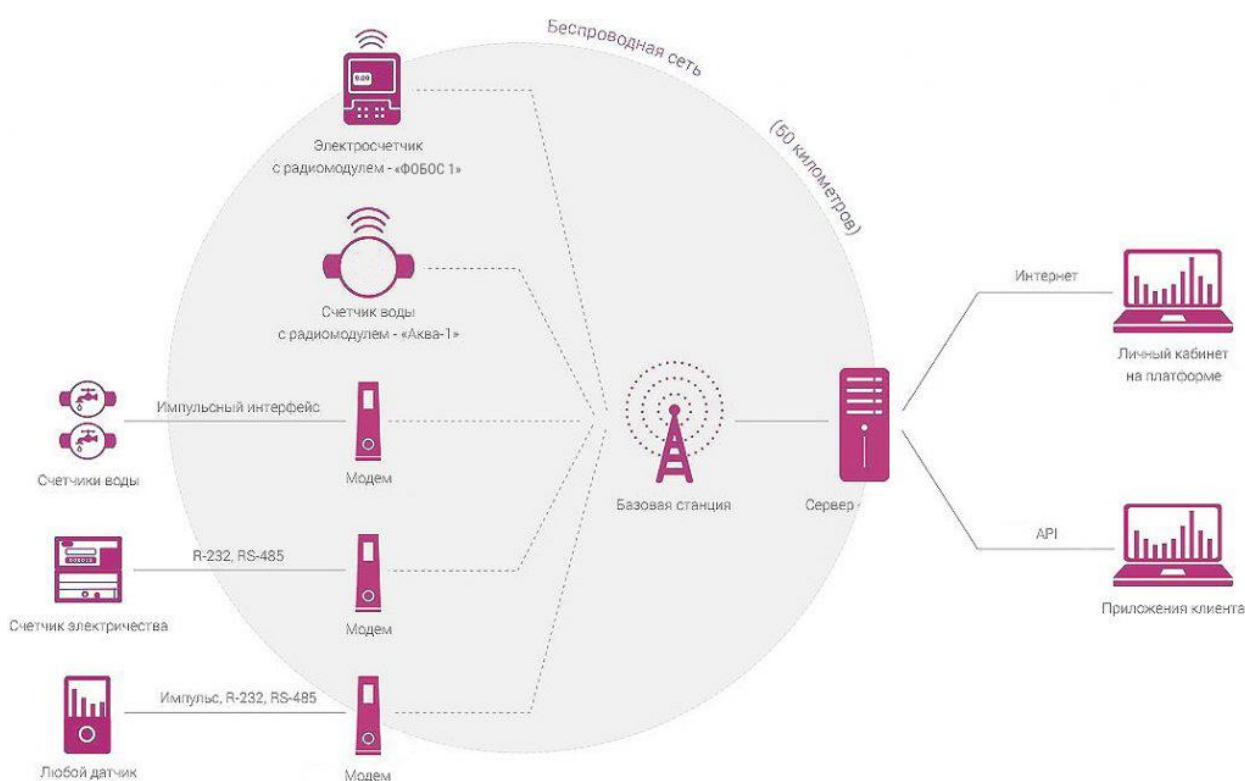 Беспроводная сеть
(50 километров)
Электросчетчик
с радиомодулем - «ФОБОС 1»
Счетчик воды
с радиомодулем - «Аква-1»
Интернет
Личный кабинет
на платформе
Импульсный интерфейс
Счетчики воды
Модем
Базовая станция
Сервер
R-232, RS-485
Счетчик электричества
Модем
API
Приложения клиента
Импульс, R-232, RS-485
Любой датчик
Модем